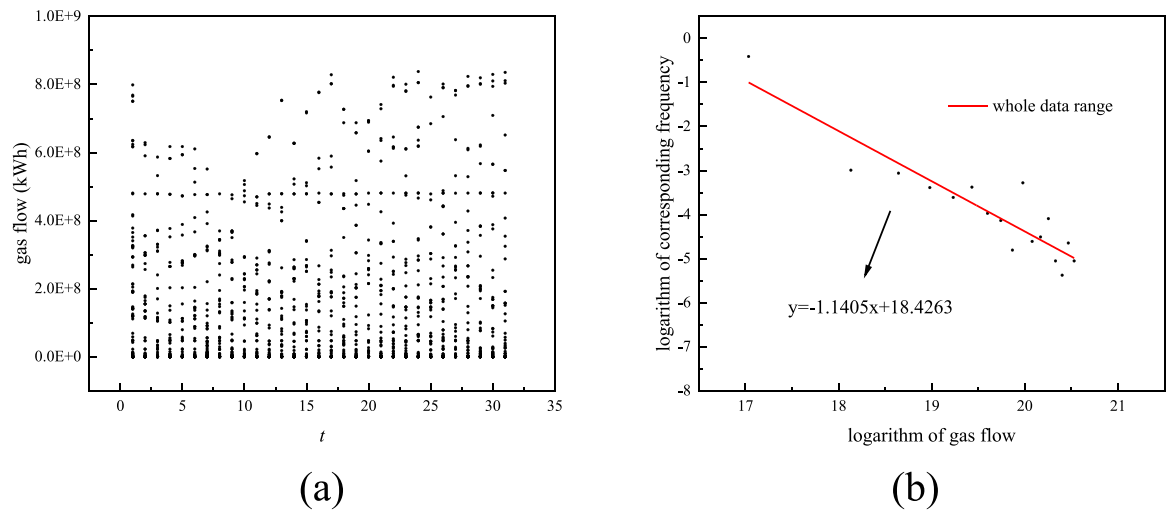 gas flow (kWh)
1.0E+9
8.0E+8
6.0E+8
4.0E+8
2.0E+8
0.0E+0
0 5 10 15 20 25 30 35
t
(a)
logarithm of corresponding frequency
0
-1
-2
-3
-4
-5
-6
-7
-8
whole data range
y=-1.1405x+18.4263
17 18 19 20 21
logarithm of gas flow
(b)